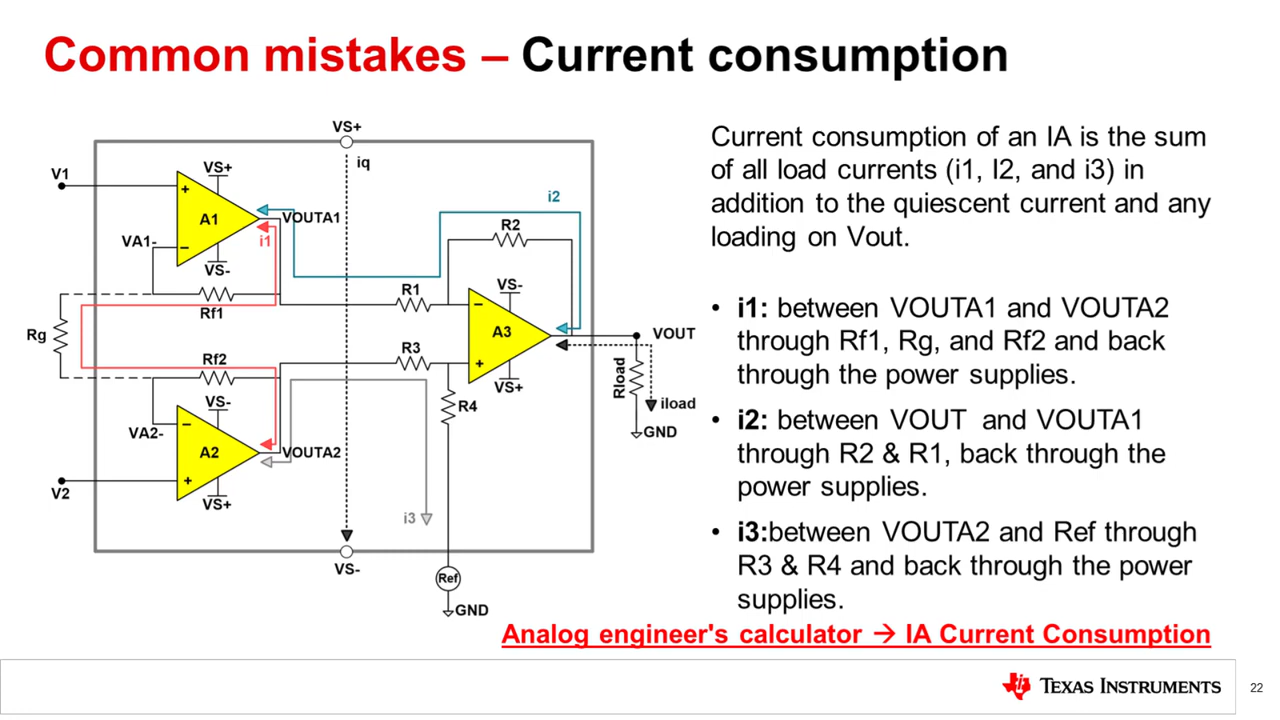 Common mistakes – Current consumption
VS+
iq
V1
VS+
A1
+
−
VOUTA1
i1
VA1-
VS-
Rf1
Rg
Rf2
VS-
VA2-
−
A2
+
VOUTA2
V2
VS+
i2
R2
R1
VS-
−
A3
+
VS+
R3
R4
VOUT
Rload
iload
GND
i3
VS-
Ref
GND
Current consumption of an IA is the sum
of all load currents (i1, I2, and i3) in
addition to the quiescent current and any
loading on Vout.
• i1: between VOUTA1 and VOUTA2
through Rf1, Rg, and Rf2 and back
through the power supplies.
• i2: between VOUT and VOUTA1
through R2 & R1, back through the
power supplies.
• i3:between VOUTA2 and Ref through
R3 & R4 and back through the power
supplies.
Analog engineer's calculator → IA Current Consumption
TEXAS INSTRUMENTS
22